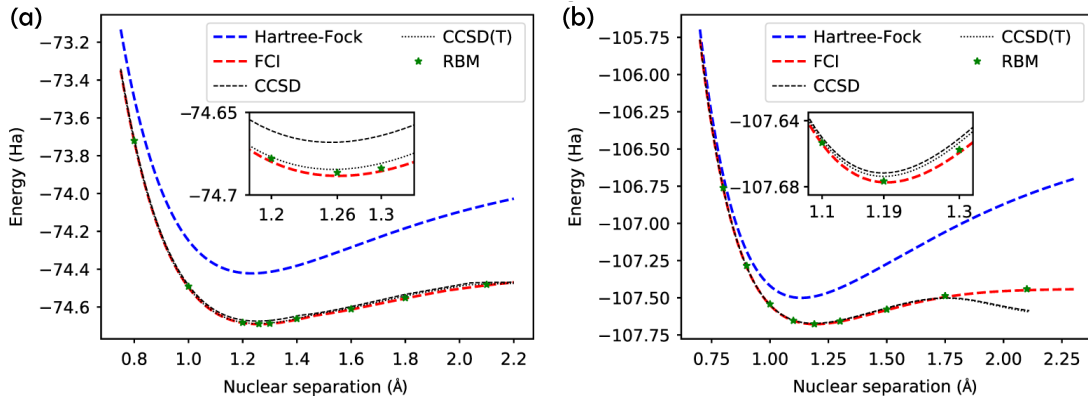 (a)
Energy (Ha)
−73.2
−73.4
−73.6
−73.8
−74.0
−74.2
−74.4
−74.6
Hartree-Fock
FCI
CCSD
CCSD(T)
RBM
−74.65
−74.7
1.2
1.26
1.3
0.8
1.0
1.2
1.4
1.6
1.8
2.0
2.2
Nuclear separation (Å)
(b)
Energy (Ha)
−105.75
−106.00
−106.25
−106.50
−106.75
−107.00
−107.25
−107.50
−107.75
Hartree-Fock
FCI
CCSD
CCSD(T)
RBM
−107.64
−107.68
1.1
1.19
1.3
0.75
1.00
1.25
1.50
1.75
2.00
2.25
Nuclear separation (Å)